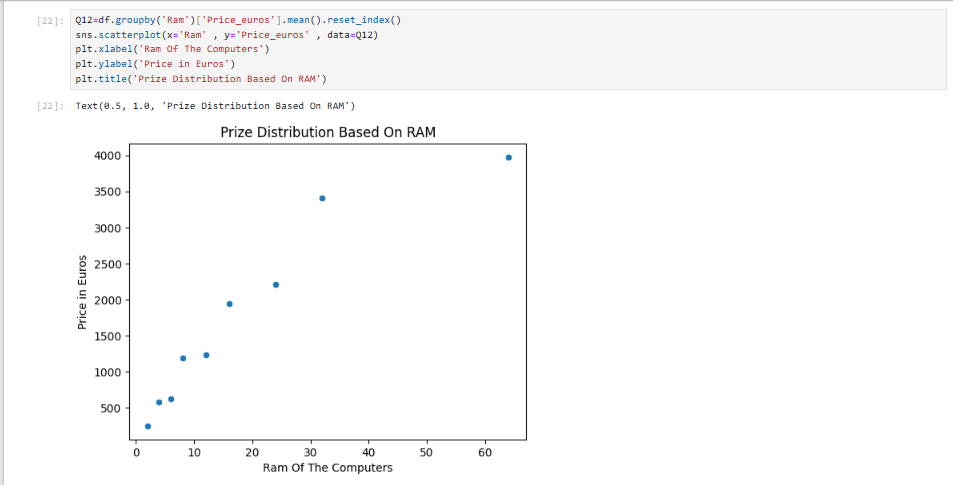 [22]: Q12=df.groupby('Ram')['Price_euros'].mean().reset_index()
sns.scatterplot(x='Ram' , y='Price_euros' , data=Q12)
plt.xlabel('Ram Of The Computers')
plt.ylabel('Price in Euros')
plt.title('Prize Distribution Based On RAM')
[22]: Text(0.5, 1.0, 'Prize Distribution Based On RAM')
Prize Distribution Based On RAM
4000
3500
3000
2500
2000
1500
1000
500
Price in Euros
0 10 20 30 40 50 60
Ram Of The Computers